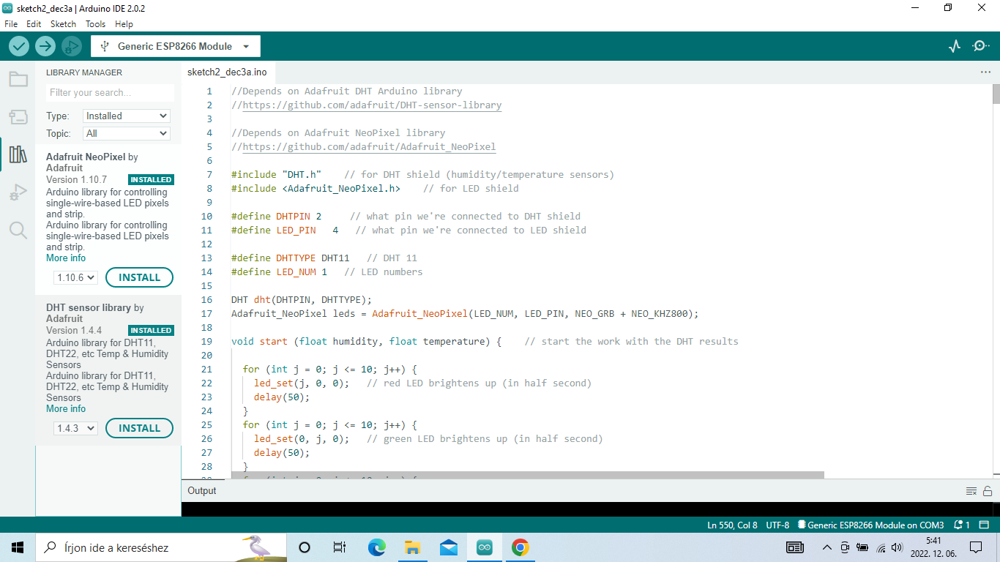 sketch2_dec3a | Arduino IDE 2.0.2
File Edit Sketch Tools Help
Generic ESP8266 Module
LIBRARY MANAGER
Filter your search...
Type: Installed
Topic: All
Adafruit NeoPixel by
Adafruit
Version 1.10.7 INSTALLED
Arduino library for controlling
single-wire-based LED pixels
and strip.
Arduino library for controlling
single-wire-based LED pixels
and strip.
More info
1.10.6 INSTALL
DHT sensor library by
Adafruit
Version 1.4.4 INSTALLED
Arduino library for DHT11,
DHT22, etc Temp & Humidity
Sensors
Arduino library for DHT11,
DHT22, etc Temp & Humidity
Sensors
More info
1.4.3 INSTALL
sketch2_dec3a.ino
1 //Depends on Adafruit DHT Arduino library
2 //https://github.com/adafruit/DHT-sensor-library
3
4 //Depends on Adafruit NeoPixel library
5 //https://github.com/adafruit/Adafruit_NeoPixel
6
7 #include "DHT.h" // for DHT shield (humidity/temperature sensors)
8 #include <Adafruit_NeoPixel.h> // for LED shield
9
10 #define DHTPIN 2 // what pin we're connected to DHT shield
11 #define LED_PIN 4 // what pin we're connected to LED shield
12
13 #define DHTTYPE DHT11 // DHT 11
14 #define LED_NUM 1 // LED numbers
15
16 DHT dht(DHTPIN, DHTTYPE);
17 Adafruit_NeoPixel leds = Adafruit_NeoPixel(LED_NUM, LED_PIN, NEO_GRB + NEO_KHZ800);
18
19 void start (float humidity, float temperature) { // start the work with the DHT results
20
21 for (int j = 0; j <= 10; j++) {
22 led_set(j, 0, 0); // red LED brightens up (in half second)
23 delay(50);
24 }
25 for (int j = 0; j <= 10; j++) {
26 led_set(0, j, 0); // green LED brightens up (in half second)
27 delay(50);
28 }
Output
Ln 550, Col 8 UTF-8 Generic ESP8266 Module on COM3 1
Írjon ide a kereséshez
5:41
2022. 12. 06.